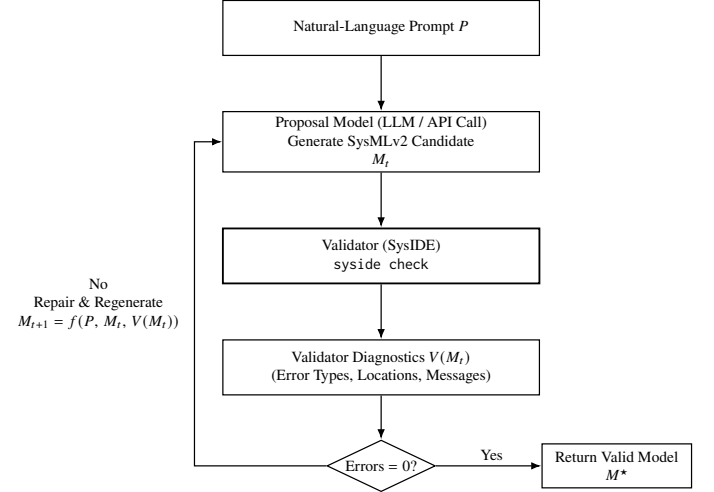 Natural-Language Prompt P
Proposal Model (LLM / API Call)
Generate SysMLv2 Candidate
M_t
Validator (SysIDE)
syside check
No
Repair & Regenerate
M_{t+1} = f(P, M_t, V(M_t))
Validator Diagnostics V(M_t)
(Error Types, Locations, Messages)
Errors = 0?
Yes
Return Valid Model
M★